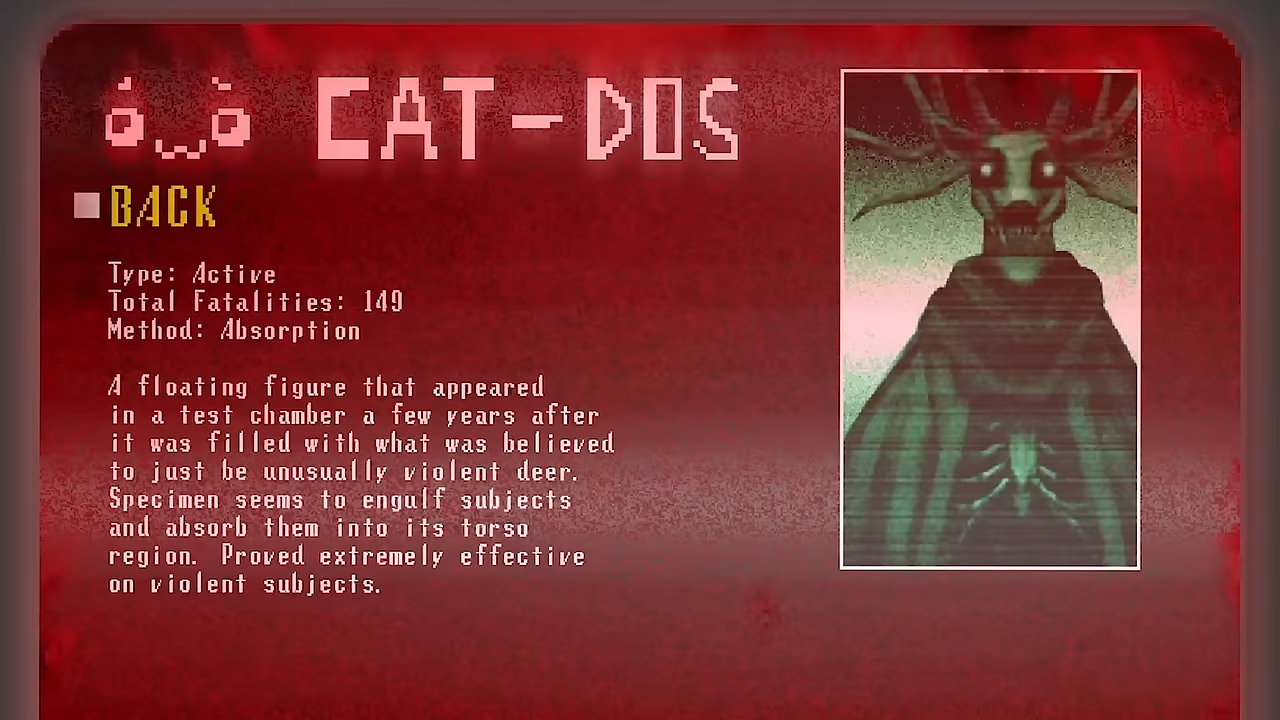 CAT-DOS
BACK
Type: Active
Total Fatalities: 149
Method: Absorption
A floating figure that appeared
in a test chamber a few years after
it was filled with what was believed
to just be unusually violent deer.
Specimen seems to engulf subjects
and absorb them into its torso
region. Proved extremely effective
on violent subjects.